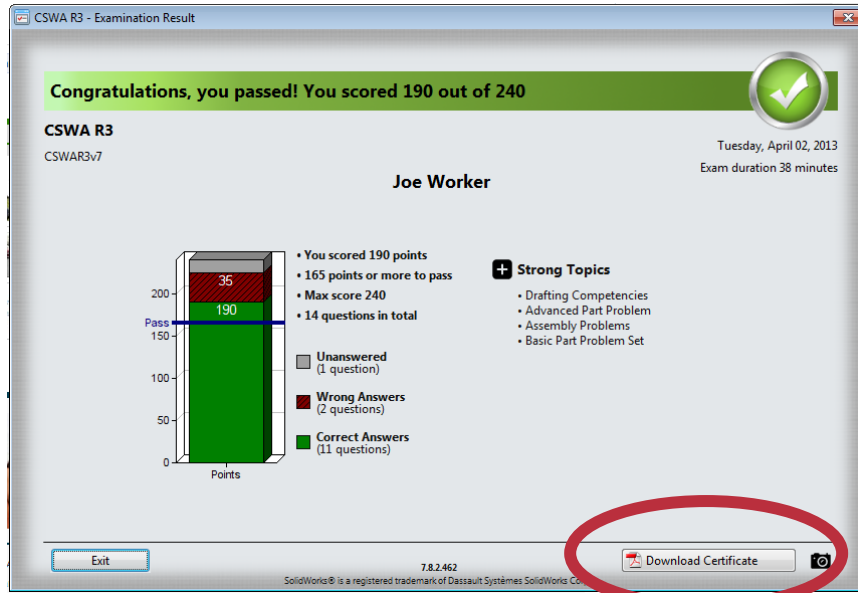 CSWA R3 - Examination Result
Congratulations, you passed! You scored 190 out of 240
CSWA R3
CSWAR3v7
Tuesday, April 02, 2013
Exam duration 38 minutes
Joe Worker
200
Pass
150
100
50
0
35
190
Points
• You scored 190 points
• 165 points or more to pass
• Max score 240
• 14 questions in total
Unanswered
(1 question)
Wrong Answers
(2 questions)
Correct Answers
(11 questions)
Strong Topics
• Drafting Competencies
• Advanced Part Problem
• Assembly Problems
• Basic Part Problem Set
Exit
7.8.2.462
SolidWorks® is a registered trademark of Dassault Systèmes SolidWorks
Download Certificate